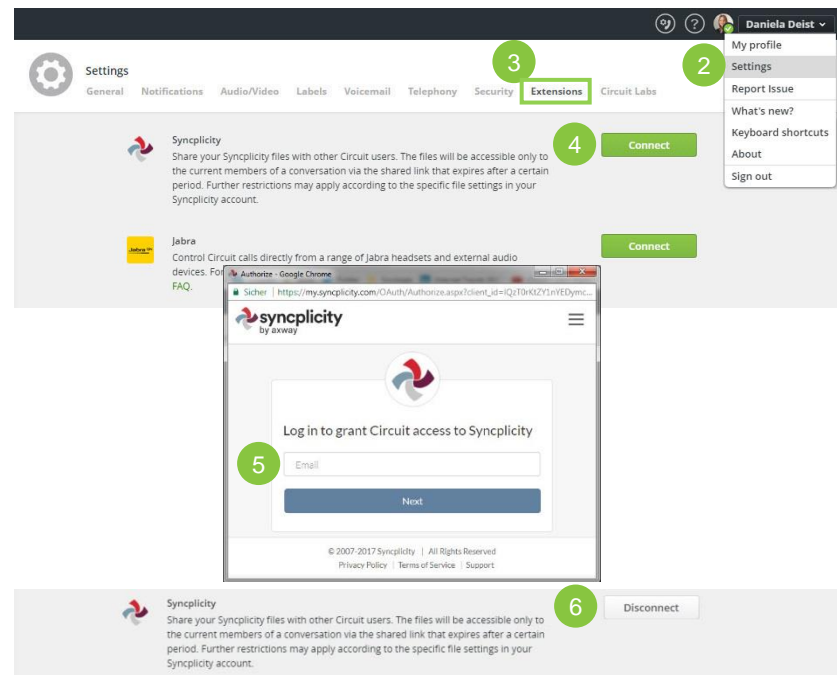 Daniela Deist
My profile
2
Settings
Report Issue
What's new?
Keyboard shortcuts
About
Sign out
Settings
3
General Notifications Audio/Video Labels Voicemail Telephony Security Extensions Circuit Labs
Syncplicity
Share your Syncplicity files with other Circuit users. The files will be accessible only to
the current members of a conversation via the shared link that expires after a certain
period. Further restrictions may apply according to the specific file settings in your
Syncplicity account.
4
Connect
Jabra
Jabra
Control Circuit calls directly from a range of Jabra headsets and external audio
devices. For
FAQ.
Connect
Authorize - Google Chrome
Sicher https://my.syncplicity.com/OAuth/Authorize.aspx?client_id=
syncplicity
by axway
Log in to grant Circuit access to Syncplicity
5
Email
Next
© 2007-2017 Syncplicity | All Rights Reserved
Privacy Policy | Terms of Service | Support
Syncplicity
Share your Syncplicity files with other Circuit users. The files will be accessible only to
the current members of a conversation via the shared link that expires after a certain
period. Further restrictions may apply according to the specific file settings in your
Syncplicity account.
6
Disconnect